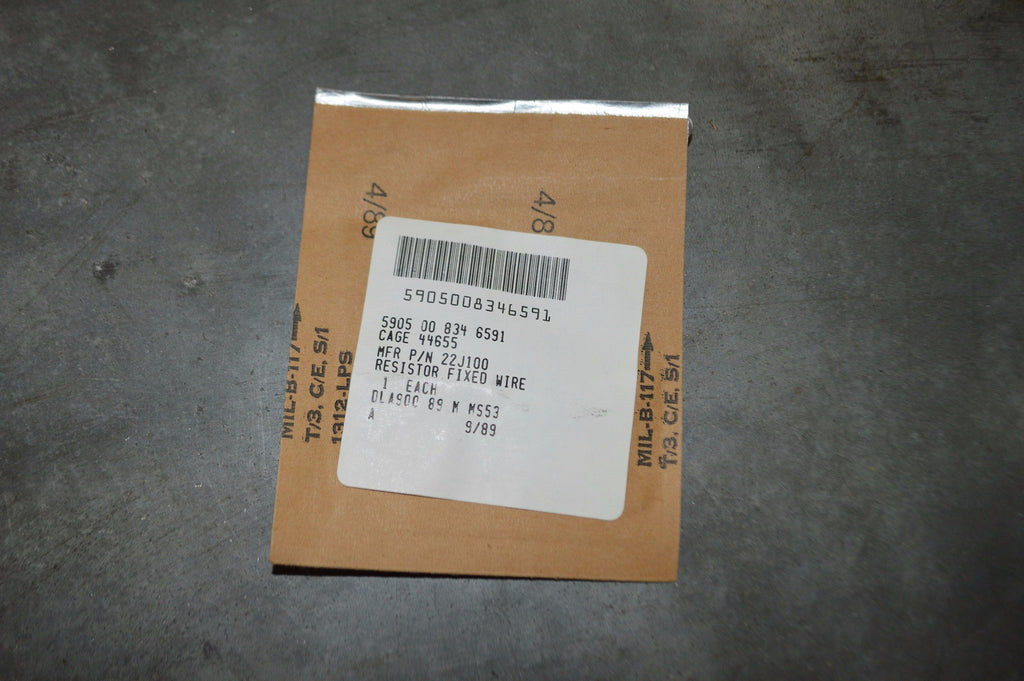 4/89
4/8
5905008346591
5905 00 834 6591
CAGE 44655
MFR P/N 22J100
RESISTOR FIXED WIRE
1 EACH
DLA900 89 M MS53
A 9/89
MIL-B-117
T/3, C/E, S/1
1312-LPS
MIL-B-117
T/3, C/E, S/1